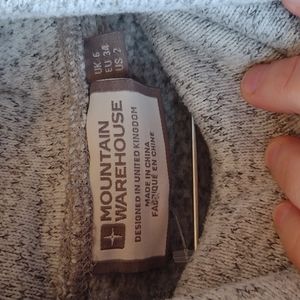 UK 6
EU 34
US 2
MOUNTAIN
WAREHOUSE
DESIGNED IN UNITED KINGDOM
MADE IN CHINA
FABRIQUÉ EN CHINE